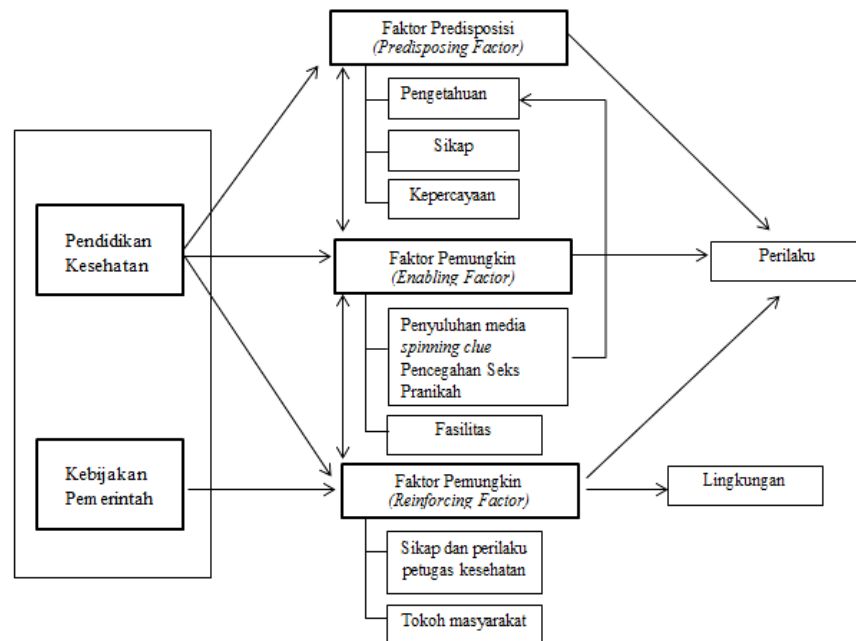 Faktor Predisposisi
(Predisposing Factor)
Pengetahuan
Sikap
Kepercayaan
Pendidikan
Kesehatan
Faktor Pemungkin
(Enabling Factor)
Perilaku
Penyuluhan media
spinning clue
Pencegahan Seks
Pranikah
Fasilitas
Kebijakan
Pemerintah
Faktor Pemungkin
(Reinforcing Factor)
Lingkungan
Sikap dan perilaku
petugas kesehatan
Tokoh masyarakat